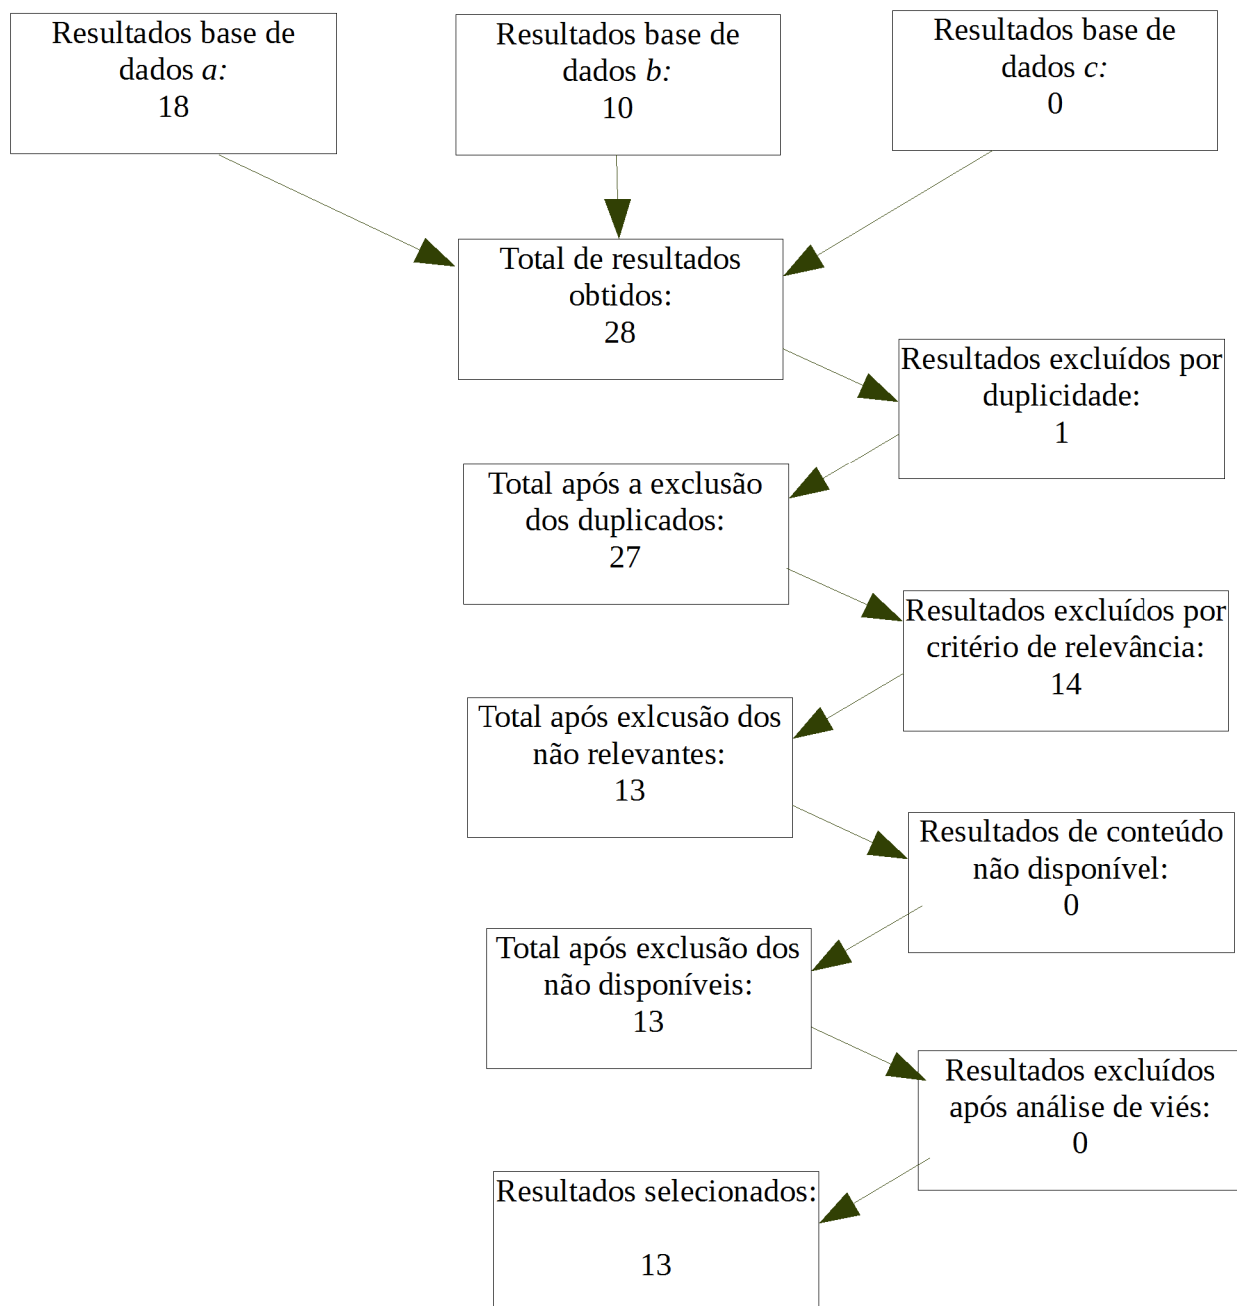 Resultados base de
dados a:
18
Resultados base de
dados b:
10
Resultados base de
dados c:
0
Total de resultados
obtidos:
28
Resultados excluídos por
duplicidade:
1
Total após a exclusão
dos duplicados:
27
Resultados excluídos por
critério de relevância:
14
Total após exlcusão dos
não relevantes:
13
Resultados de conteúdo
não disponível:
0
Total após exclusão dos
não disponíveis:
13
Resultados excluídos
após análise de viés:
0
Resultados selecionados:
13